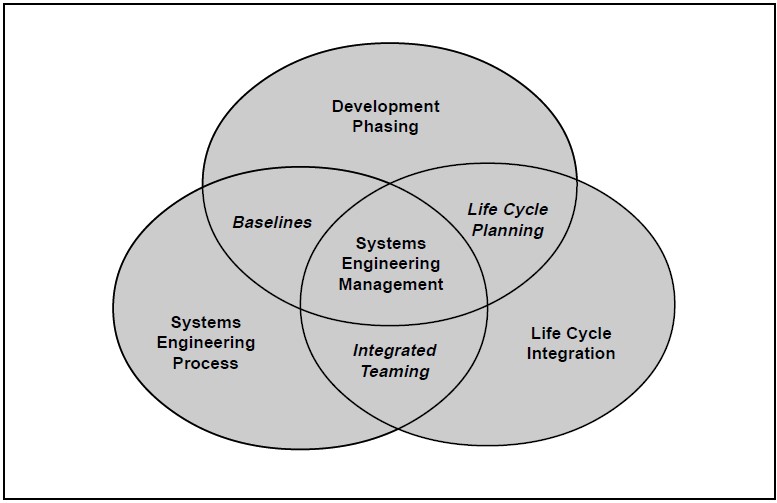 Development
Phasing
Baselines
Life Cycle
Planning
Systems
Engineering
Management
Systems
Engineering
Process
Integrated
Teaming
Life Cycle
Integration